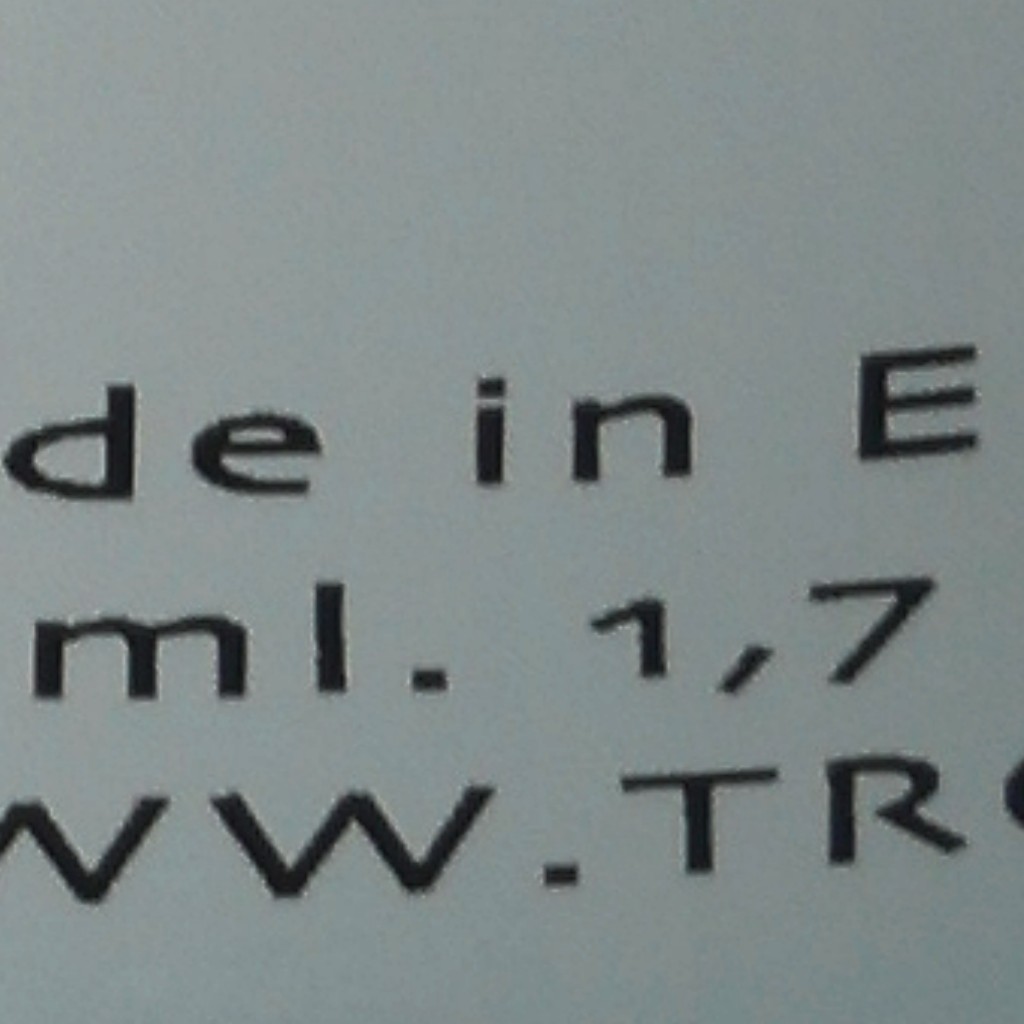 de in E
ml. 1,7
WW.TR